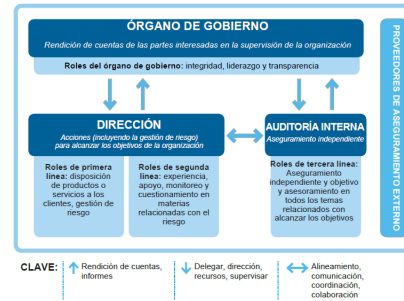 ÓRGANO DE GOBIERNO
Rendición de cuentas de las partes interesadas en la supervisión de la organización
Roles del órgano de gobierno: integridad, liderazgo y transparencia
DIRECCIÓN
Acciones (incluyendo la gestión de riesgo)
para alcanzar los objetivos de la organización
Roles de primera
línea: disposición
de productos o
servicios a los
clientes, gestión de
riesgo
Roles de segunda
línea: experiencia,
apoyo, monitoreo y
cuestionamiento en
materias
relacionadas con el
riesgo
AUDITORÍA INTERNA
Aseguramiento independiente
Roles de tercera línea:
Aseguramiento
independiente y objetivo
y asesoramiento en
todos los temas
relacionados con
alcanzar los objetivos
PROVEEDORES DE ASEGURAMIENTO EXTERNO
CLAVE:
Rendición de cuentas,
informes
Delegar, dirección,
recursos, supervisar
Alineamiento,
comunicación,
coordinación,
colaboración